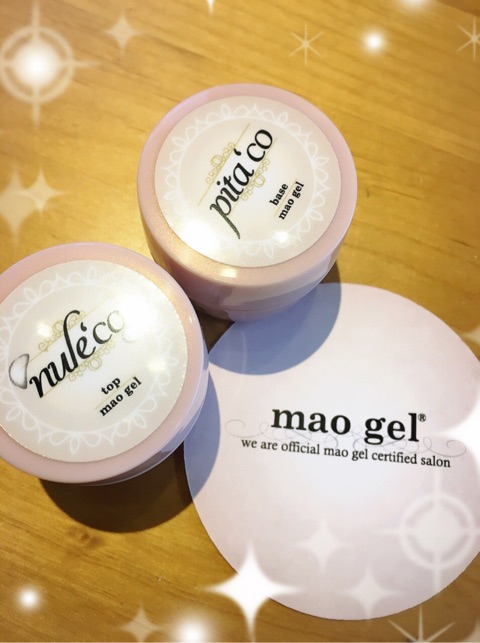 pita'co
base
mao gel
nule'co
top
mao gel
mao gel®
we are official mao gel certified salon